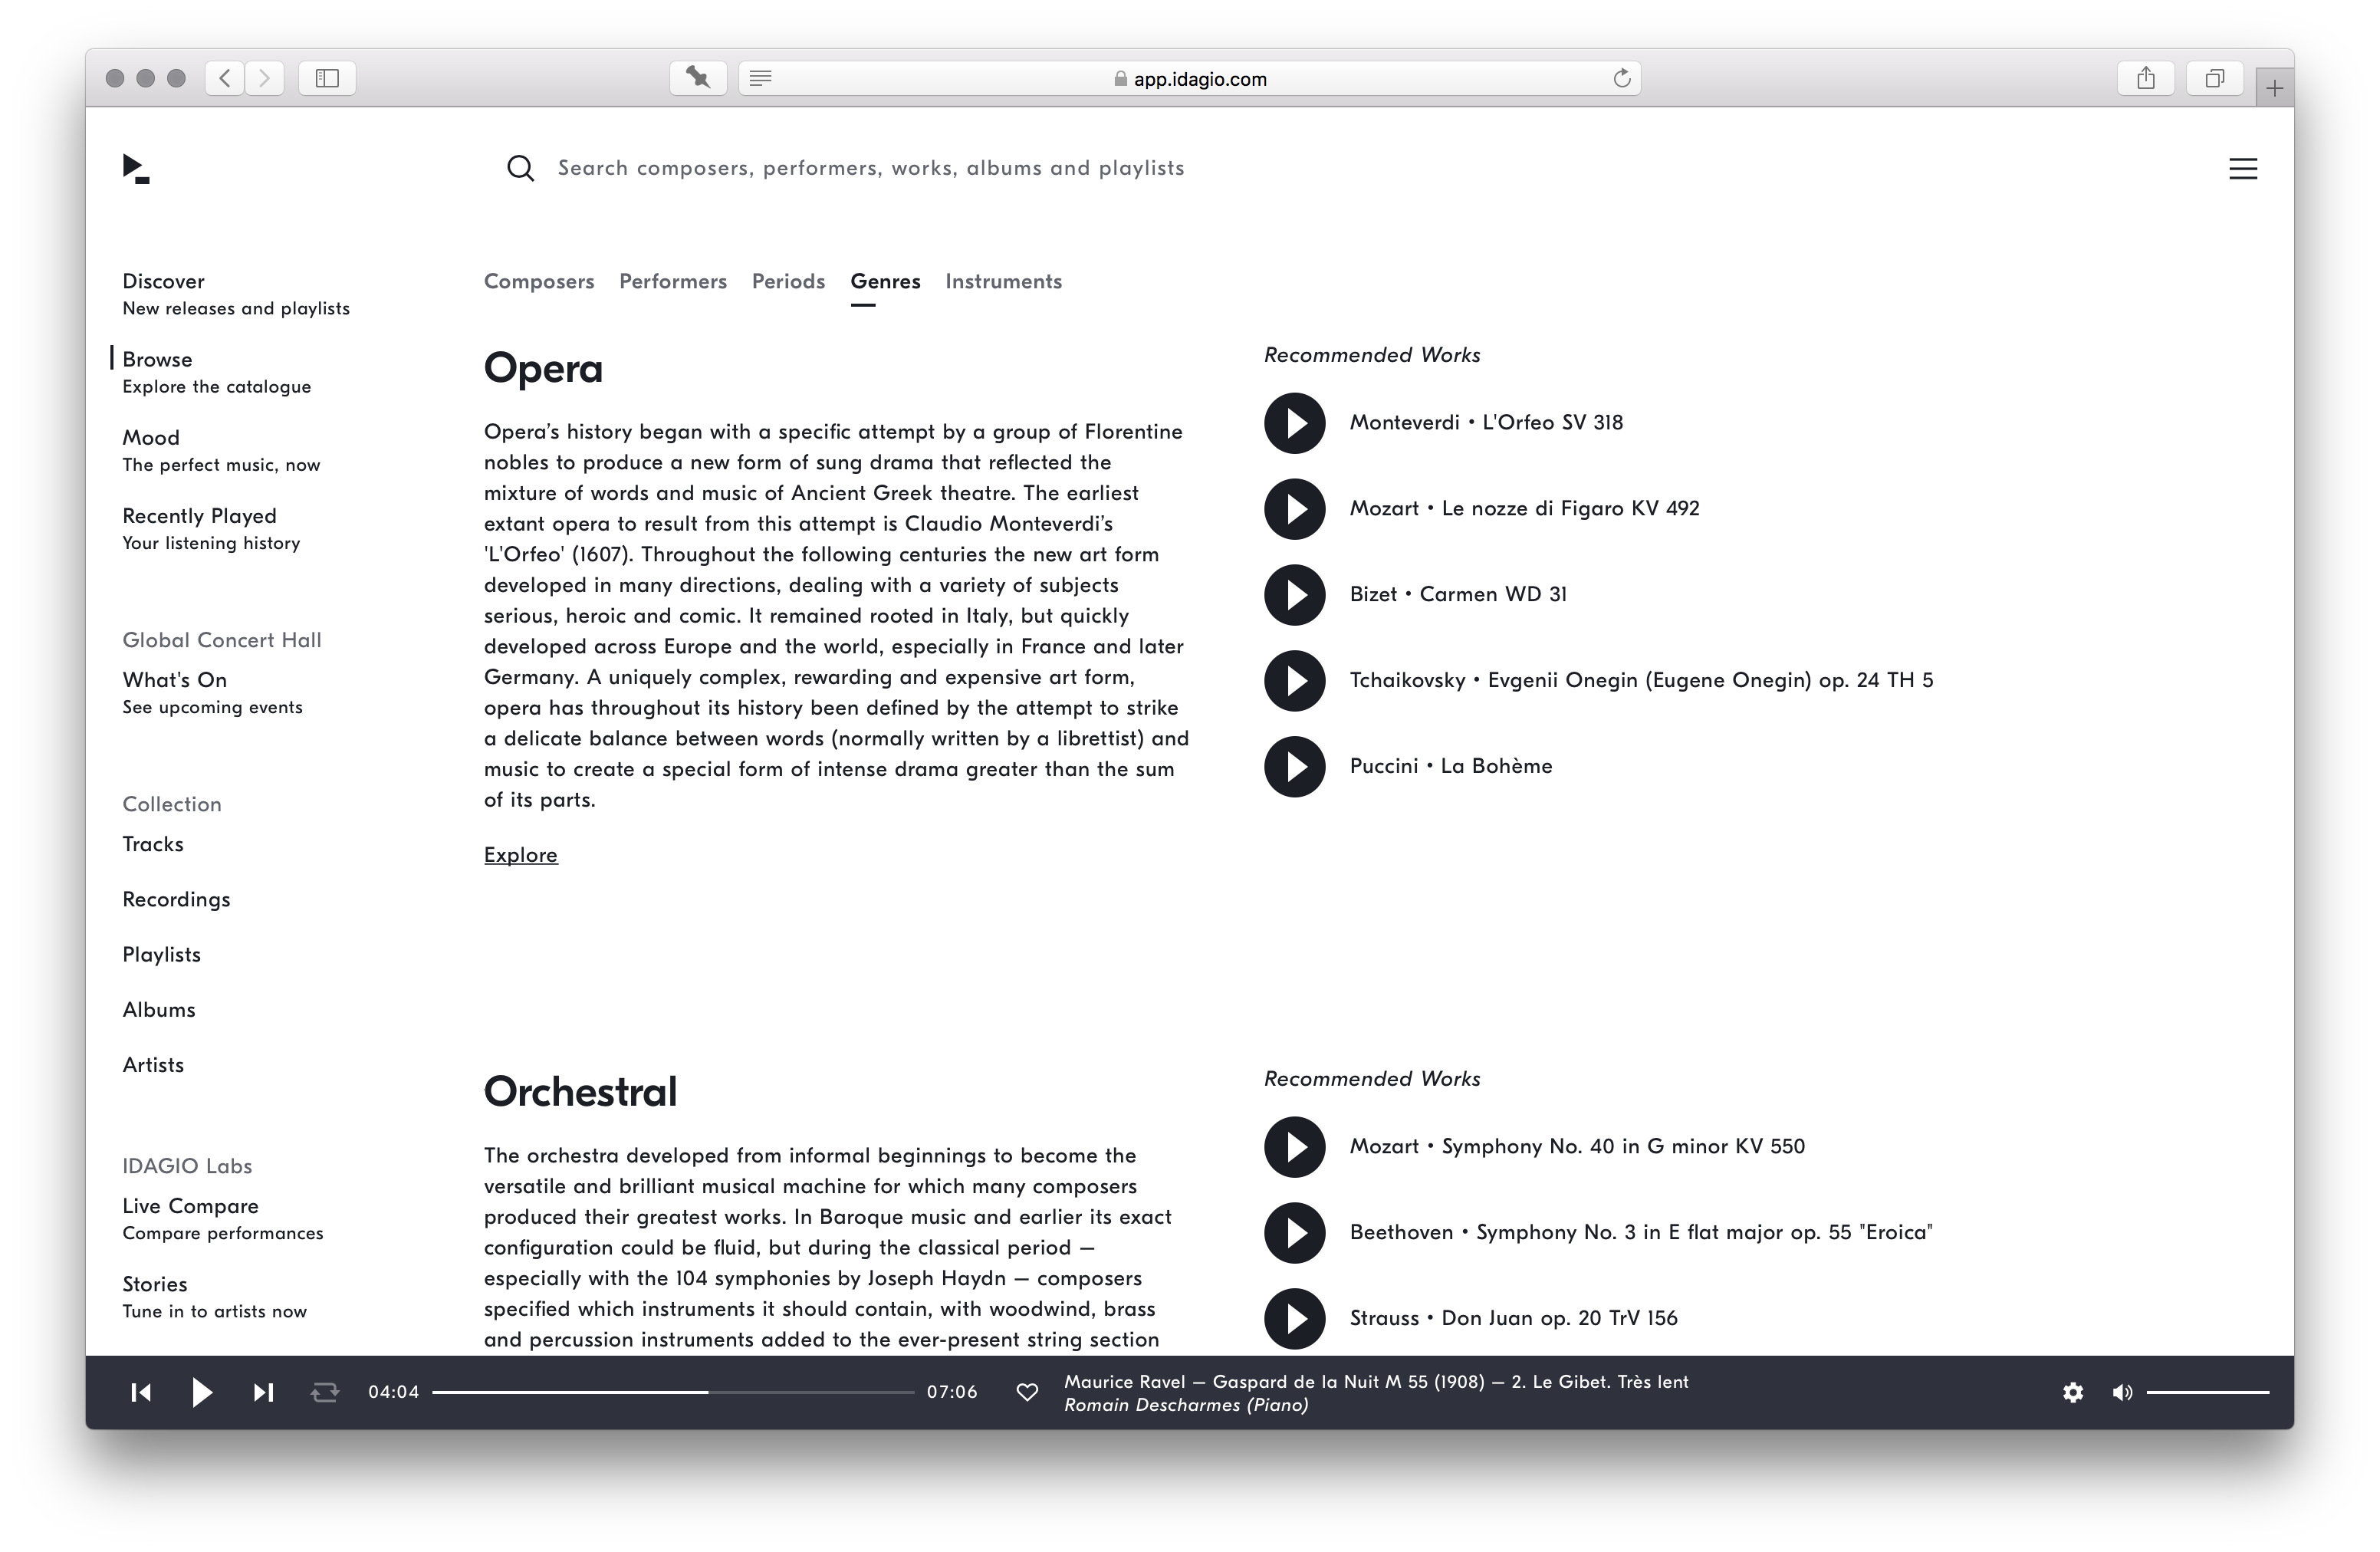 app.idagio.com
Search composers, performers, works, albums and playlists
Discover
New releases and playlists
Browse
Explore the catalogue
Mood
The perfect music, now
Recently Played
Your listening history
Global Concert Hall
What's On
See upcoming events
Collection
Tracks
Recordings
Playlists
Albums
Artists
IDAGIO Labs
Live Compare
Compare performances
Stories
Tune in to artists now
Composers Performers Periods Genres Instruments
Opera
Opera’s history began with a specific attempt by a group of Florentine
nobles to produce a new form of sung drama that reflected the
mixture of words and music of Ancient Greek theatre. The earliest
extant opera to result from this attempt is Claudio Monteverdi’s
'L'Orfeo' (1607). Throughout the following centuries the new art form
developed in many directions, dealing with a variety of subjects
serious, heroic and comic. It remained rooted in Italy, but quickly
developed across Europe and the world, especially in France and later
Germany. A uniquely complex, rewarding and expensive art form,
opera has throughout its history been defined by the attempt to strike
a delicate balance between words (normally written by a librettist) and
music to create a special form of intense drama greater than the sum
of its parts.
Explore
Recommended Works
Monteverdi • L'Orfeo SV 318
Mozart • Le nozze di Figaro KV 492
Bizet • Carmen WD 31
Tchaikovsky • Evgenii Onegin (Eugene Onegin) op. 24 TH 5
Puccini • La Bohème
Orchestral
The orchestra developed from informal beginnings to become the
versatile and brilliant musical machine for which many composers
produced their greatest works. In Baroque music and earlier its exact
configuration could be fluid, but during the classical period –
especially with the 104 symphonies by Joseph Haydn – composers
specified which instruments it should contain, with woodwind, brass
and percussion instruments added to the ever-present string section
Recommended Works
Mozart • Symphony No. 40 in G minor KV 550
Beethoven • Symphony No. 3 in E flat major op. 55 "Eroica"
Strauss • Don Juan op. 20 TrV 156
04:04
07:06
Maurice Ravel – Gaspard de la Nuit M 55 (1908) – 2. Le Gibet. Très lent
Romain Descharmes (Piano)